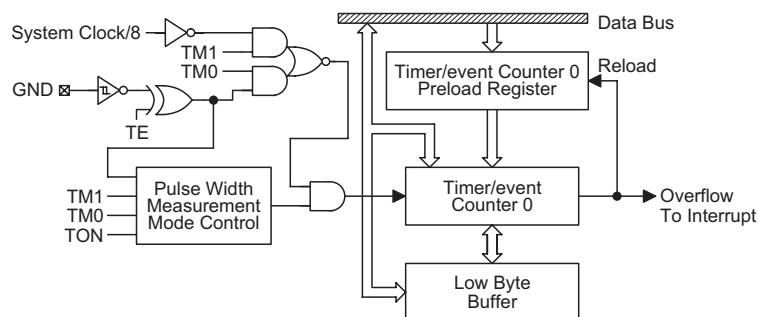 System Clock/8
TM1
TM0
GND
TE
TM1
TM0
TON
Pulse Width
Measurement
Mode Control
Data Bus
Timer/event Counter 0
Preload Register
Reload
Timer/event
Counter 0
Overflow
To Interrupt
Low Byte
Buffer